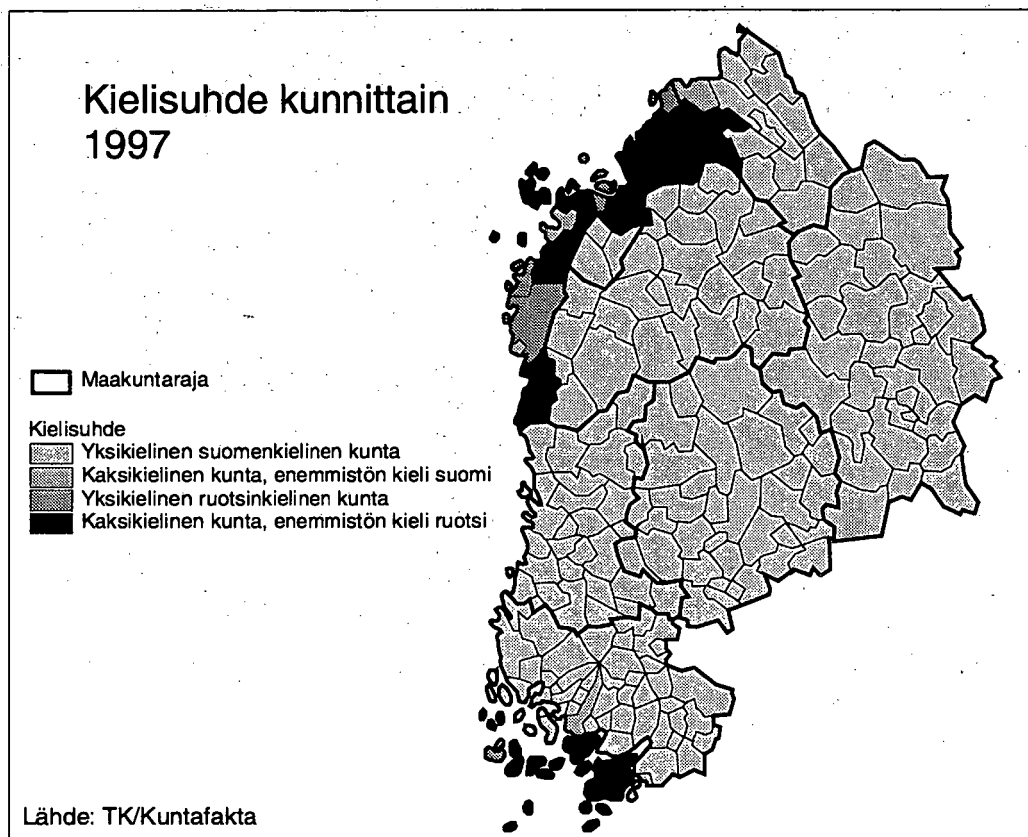 Kielisuhde kunnittain
1997
Maakuntaraja
Kielisuhde
Yksikielinen suomenkielinen kunta
Kaksikielinen kunta, enemmistön kieli suomi
Yksikielinen ruotsinkielinen kunta
Kaksikielinen kunta, enemmistön kieli ruotsi
Lähde: TK/Kuntafakta